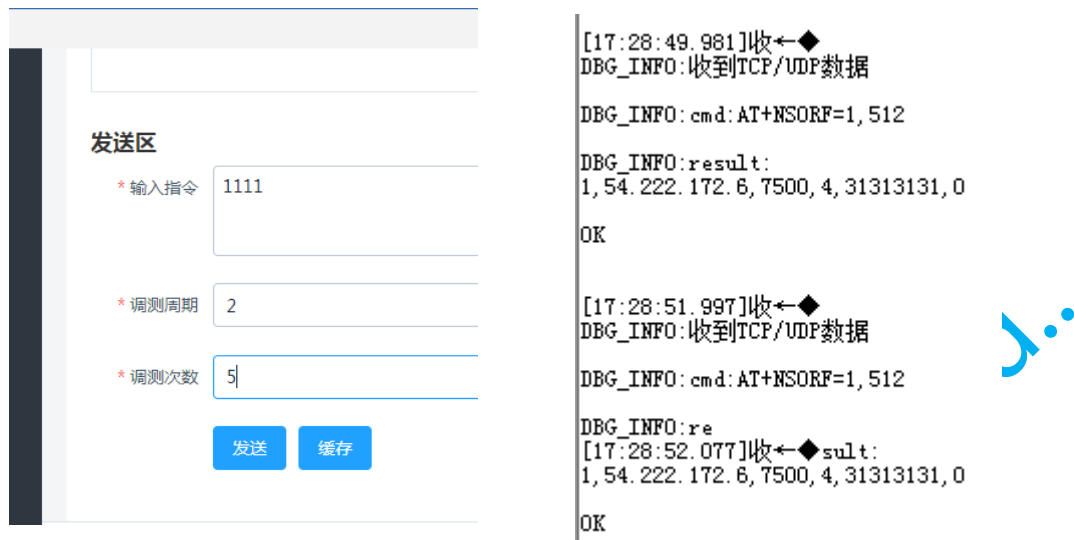 发送区
* 输入指令 1111
* 调测周期 2
* 调测次数 5
发送 缓存
[17:28:49.981]收←◆
DBG_INFO:收到TCP/UDP数据
DBG_INFO:cmd:AT+NSORF=1,512
DBG_INFO:result:
1,54.222.172.6,7500,4,31313131,0
OK
[17:28:51.997]收←◆
DBG_INFO:收到TCP/UDP数据
DBG_INFO:cmd:AT+NSORF=1,512
DBG_INFO:re
[17:28:52.077]收←◆sult:
1,54.222.172.6,7500,4,31313131,0
OK